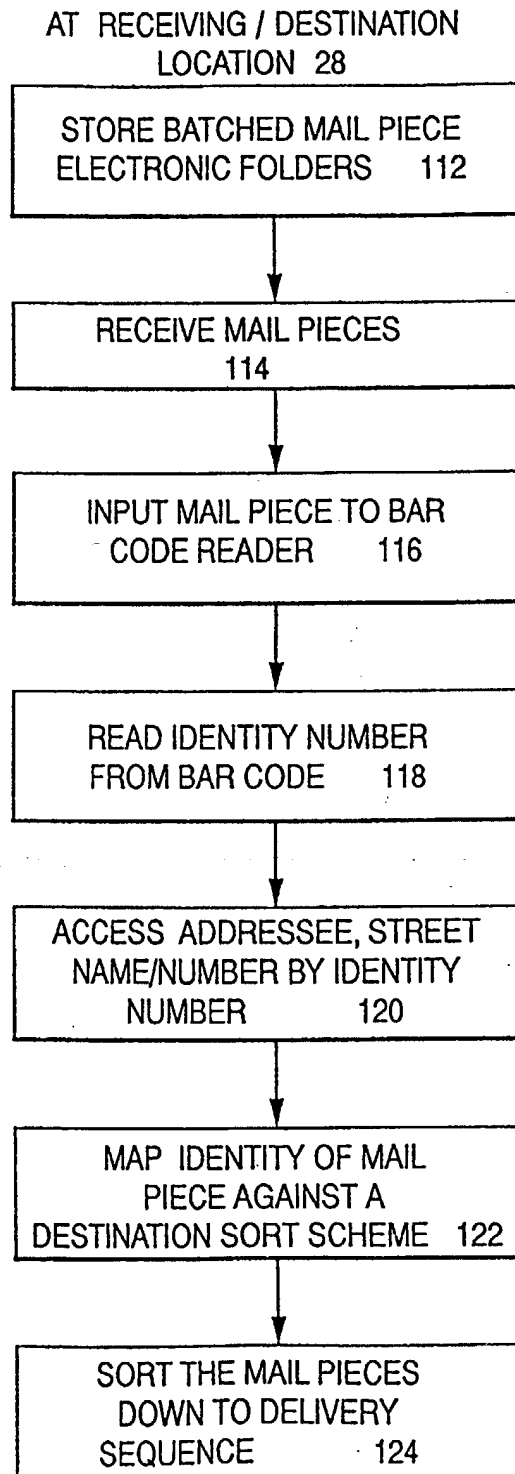 AT RECEIVING / DESTINATION
LOCATION 28
STORE BATCHED MAIL PIECE
ELECTRONIC FOLDERS 112
RECEIVE MAIL PIECES
114
INPUT MAIL PIECE TO BAR
CODE READER 116
READ IDENTITY NUMBER
FROM BAR CODE 118
ACCESS ADDRESSEE, STREET
NAME/NUMBER BY IDENTITY
NUMBER 120
MAP IDENTITY OF MAIL
PIECE AGAINST A
DESTINATION SORT SCHEME 122
SORT THE MAIL PIECES
DOWN TO DELIVERY
SEQUENCE 124